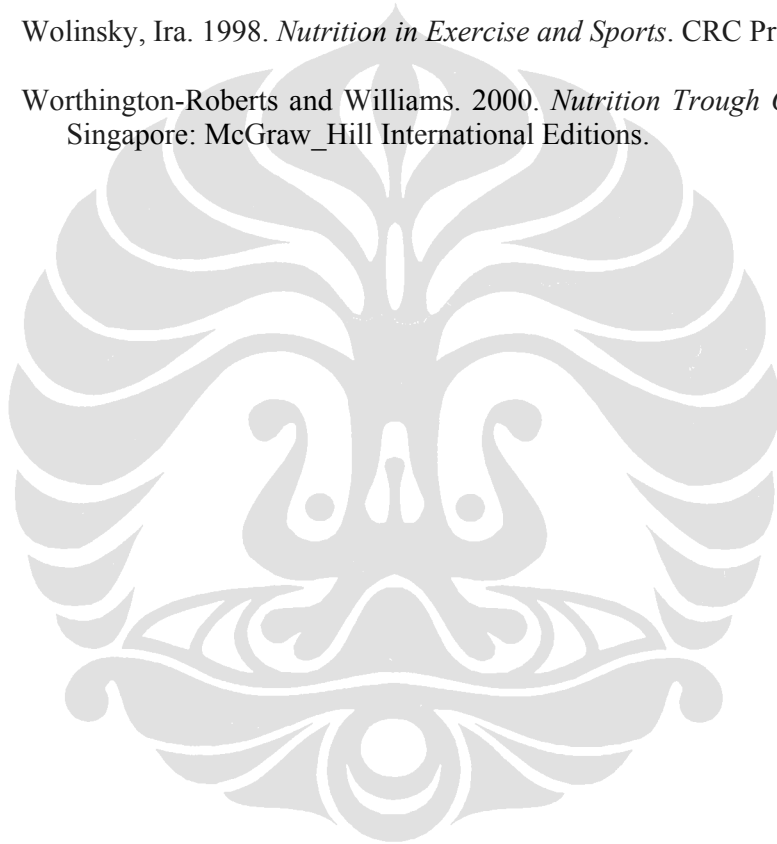 Wolinsky, Ira. 1998. Nutrition in Exercise and Sports. CRC Pr
Worthington-Roberts and Williams. 2000. Nutrition Trough
Singapore: McGraw_Hill International Editions.